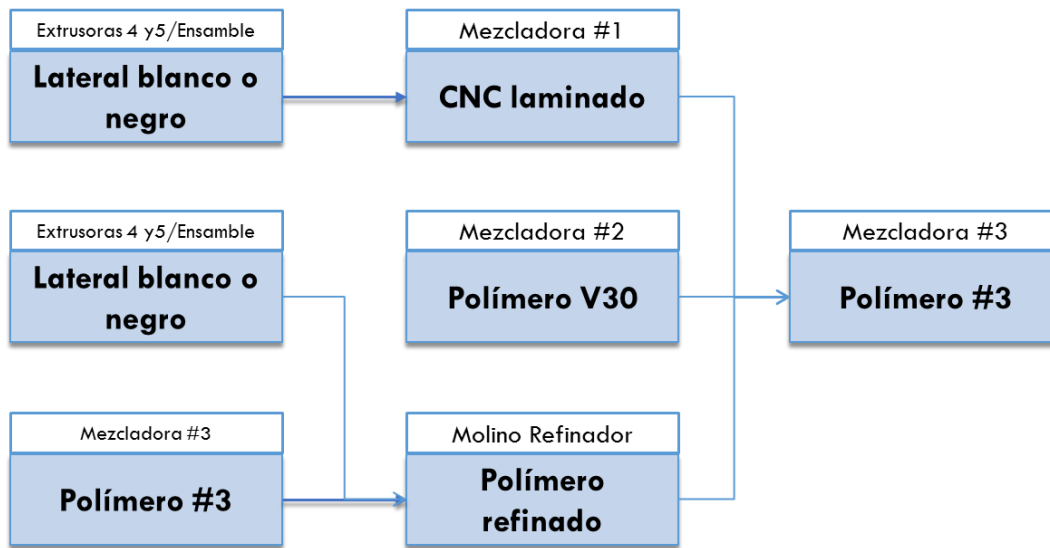 Extrusoras 4 y5/Ensamble
Lateral blanco o
negro
Mezcladora #1
CNC laminado
Extrusoras 4 y5/Ensamble
Lateral blanco o
negro
Mezcladora #2
Polímero V30
Mezcladora #3
Polímero #3
Mezcladora #3
Polímero #3
Molino Refinador
Polímero
refinado